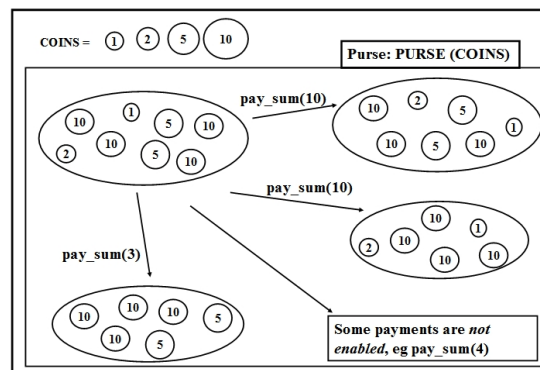 COINS = 1 2 5 10
Purse: PURSE (COINS)
10 1 5 10
2 10 5 10
pay_sum(10)
10 2 5 1
10 5 10
pay_sum(10)
10 1
2 10 10 10
pay_sum(3)
10 10 10 5
10 5
Some payments are not
enabled, eg pay_sum(4)